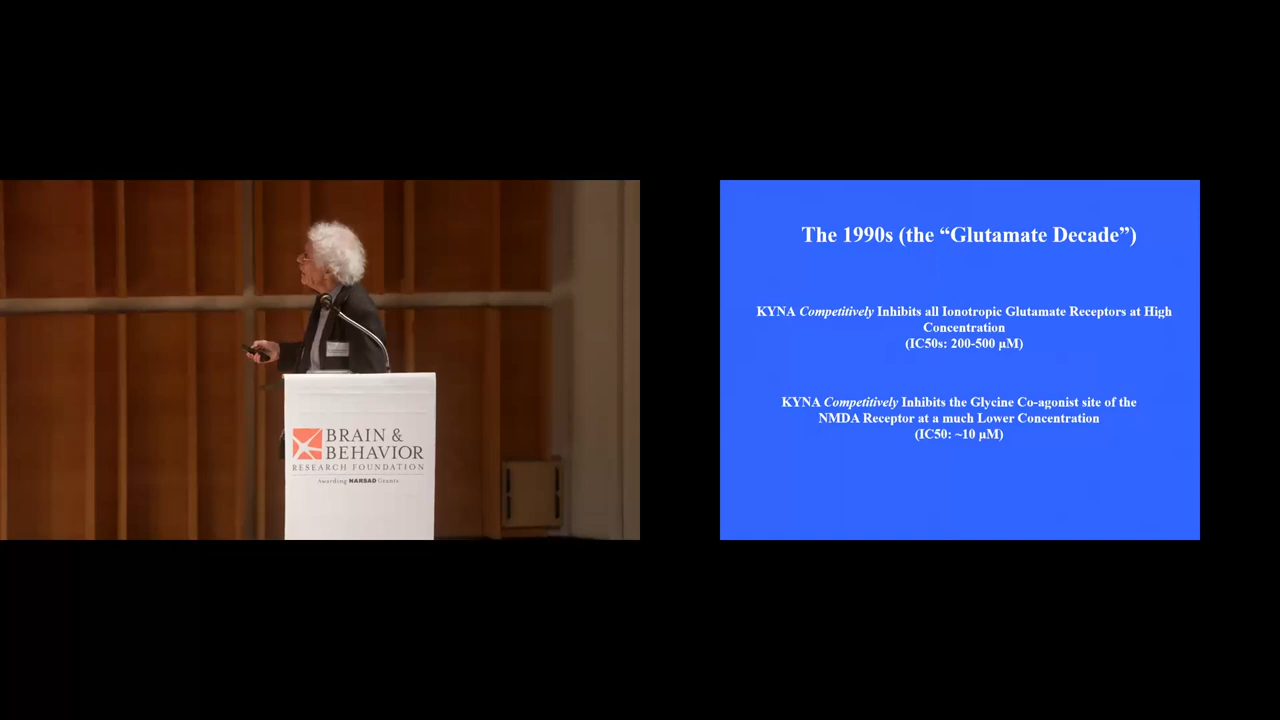 BRAIN &
BEHAVIOR
RESEARCH FOUNDATION
Awarding NARSAD Grants
The 1990s (the “Glutamate Decade”)
KYNA Competitively Inhibits all Ionotropic Glutamate Receptors at High
Concentration
(IC50s: 200-500 µM)
KYNA Competitively Inhibits the Glycine Co-agonist site of the
NMDA Receptor at a much Lower Concentration
(IC50: ~10 µM)